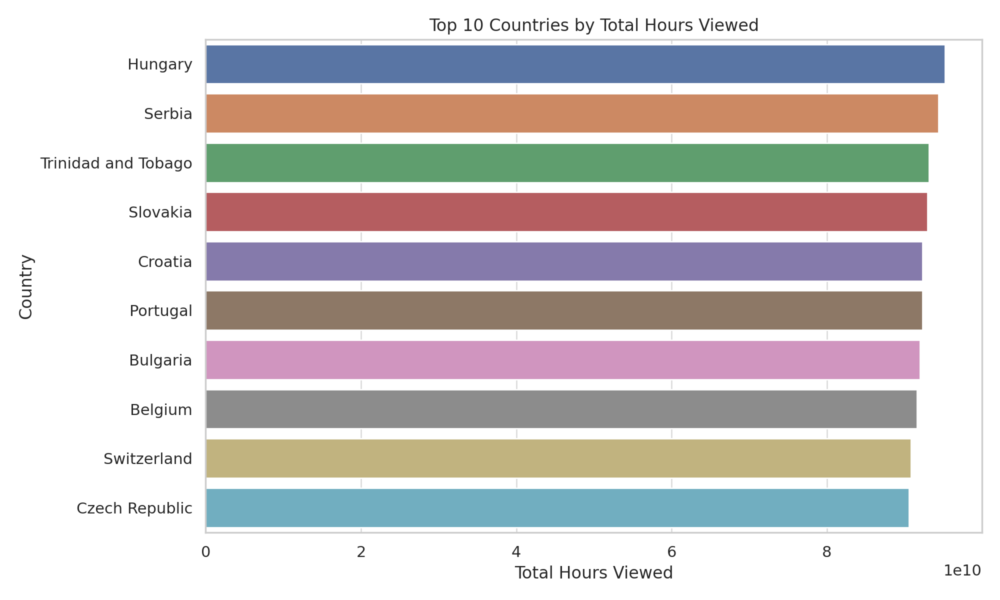 Top 10 Countries by Total Hours Viewed
Country
Hungary
Serbia
Trinidad and Tobago
Slovakia
Croatia
Portugal
Bulgaria
Belgium
Switzerland
Czech Republic
0 2 4 6 8
Total Hours Viewed
1e10